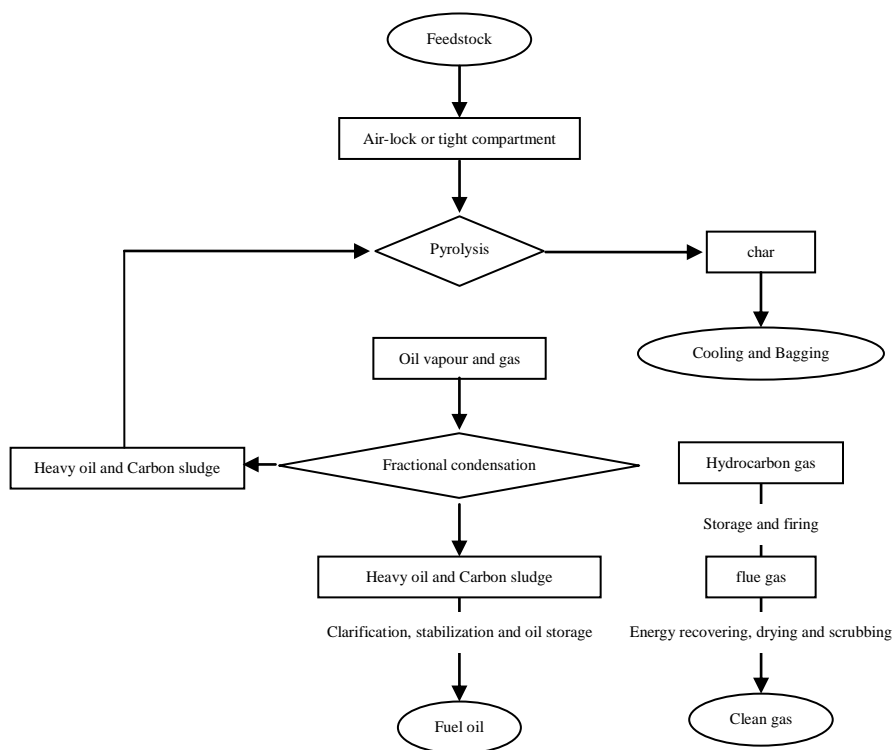 Feedstock
Air-lock or tight compartment
Pyrolysis
char
Oil vapour and gas
Cooling and Bagging
Heavy oil and Carbon sludge
Fractional condensation
Hydrocarbon gas
Storage and firing
Heavy oil and Carbon sludge
flue gas
Clarification, stabilization and oil storage
Energy recovering, drying and scrubbing
Fuel oil
Clean gas